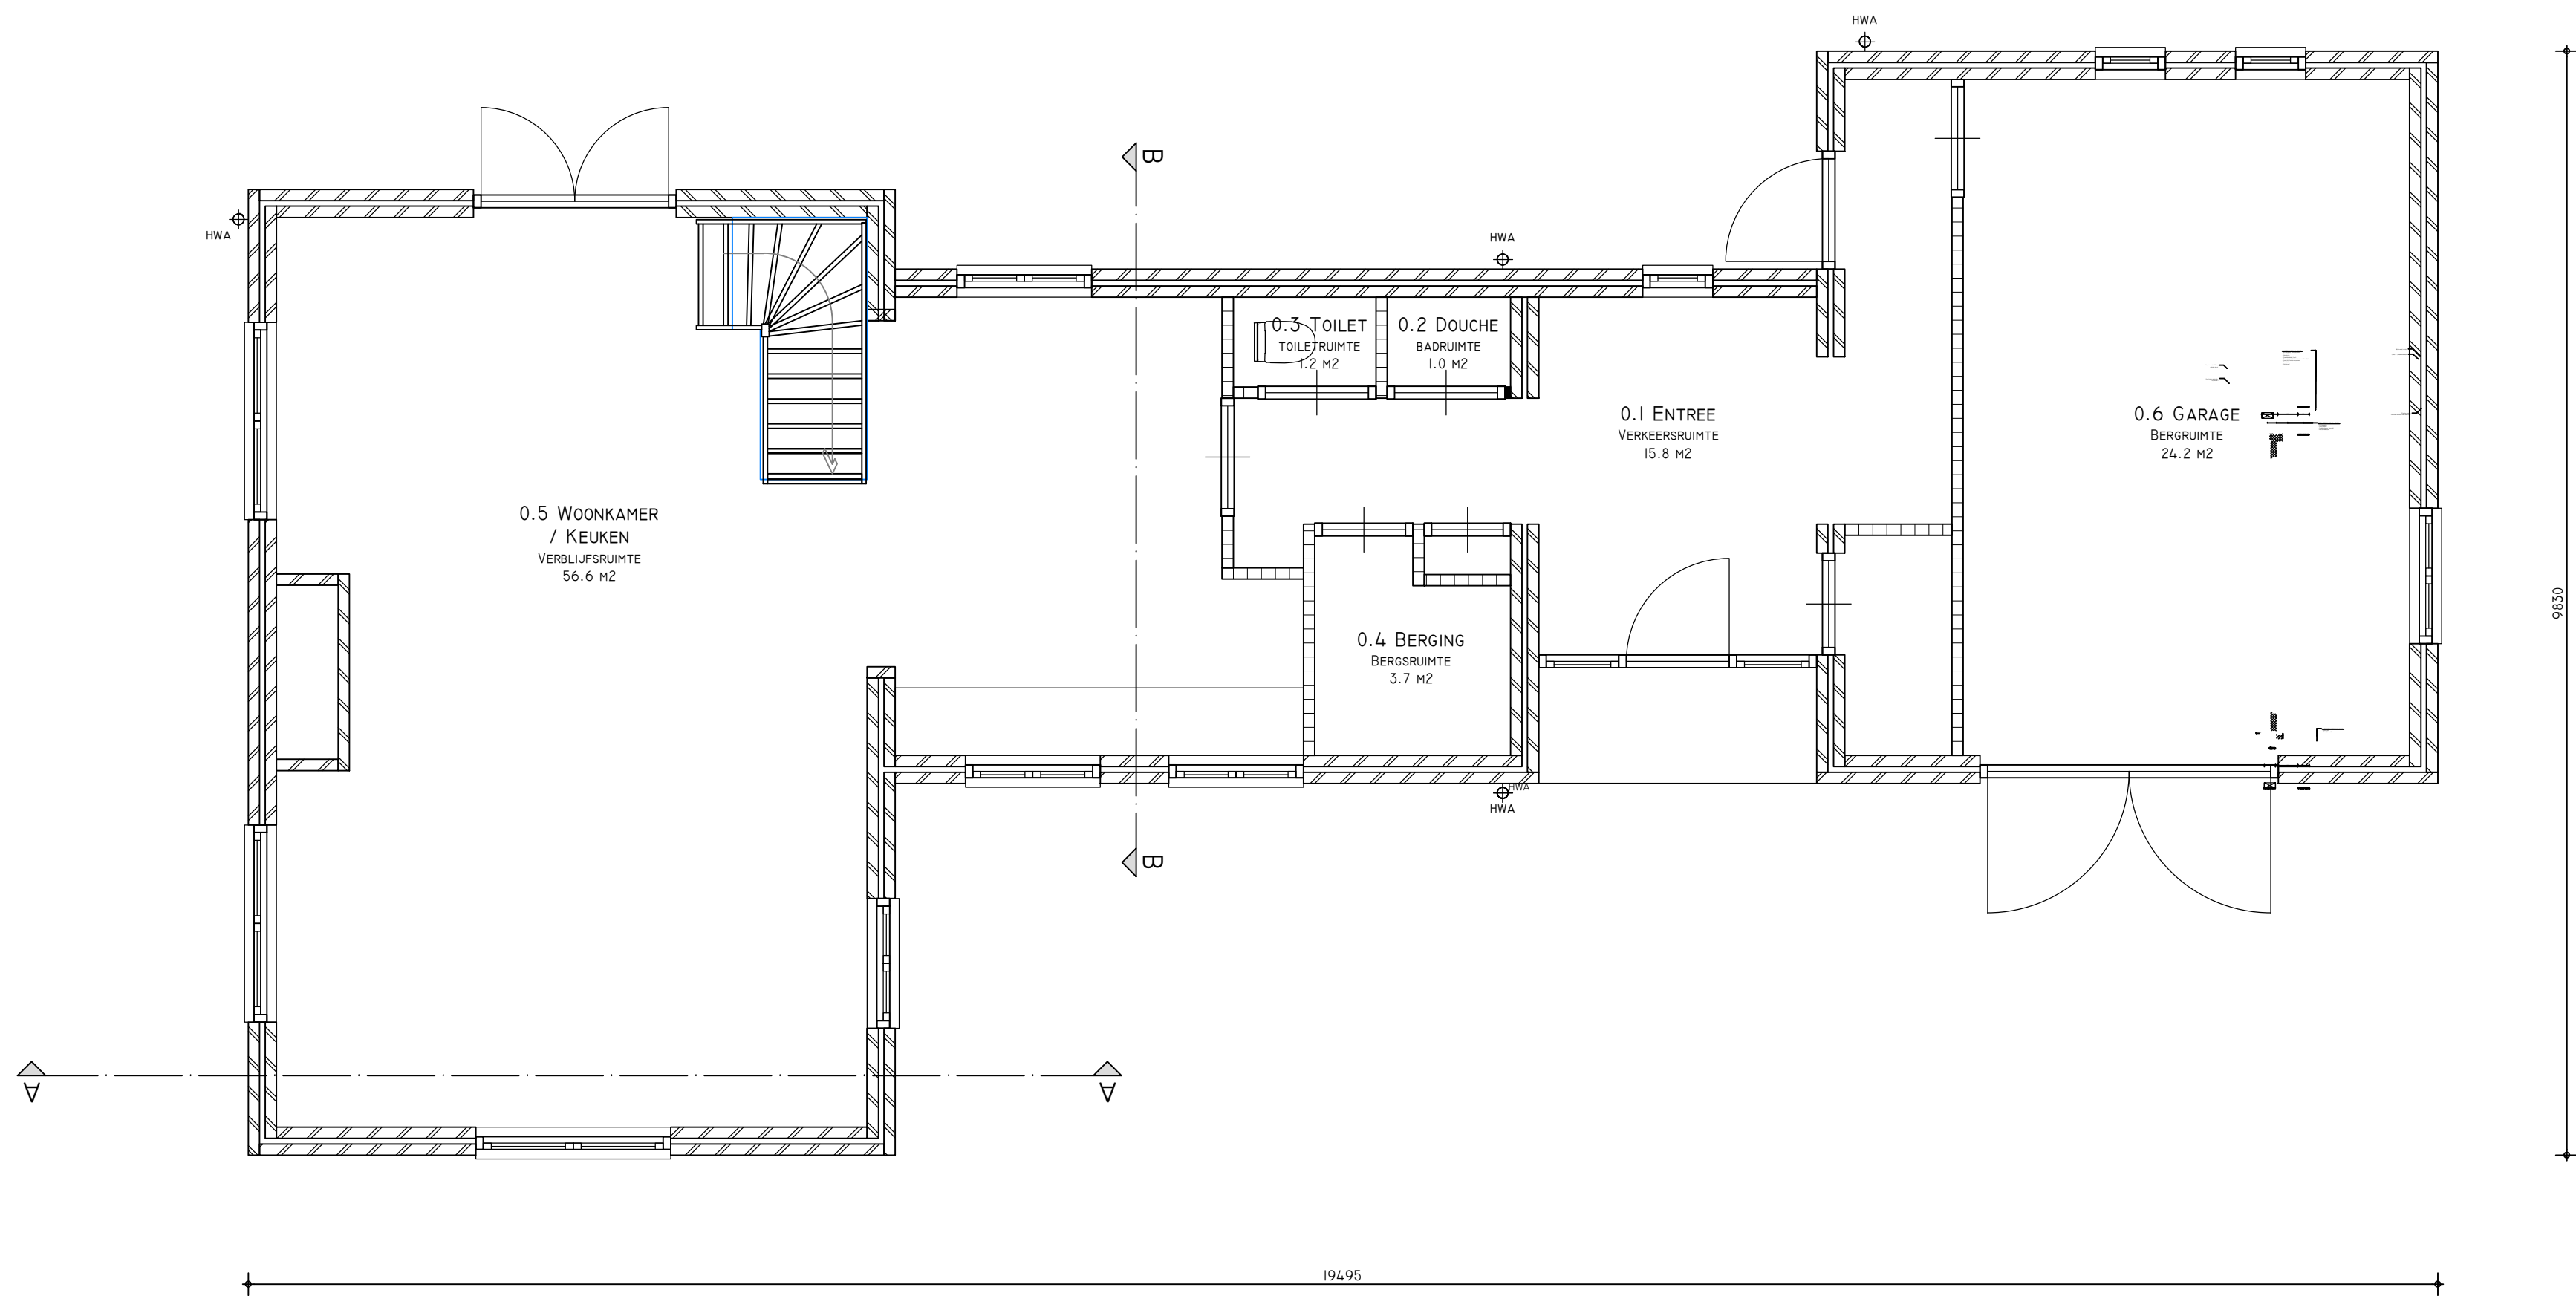 HWA
B
HWA
HWA
0.3 Toilet
toiletruimte
1.2 m2
0.2 Douche
badruimte
1.0 m2
0.1 Entree
Verkeersruimte
15.8 m2
0.6 Garage
Bergruimte
24.2 m2
0.5 Woonkamer
/ Keuken
Verblijfsruimte
56.6 m2
9830
0.4 Berging
Bergsruimte
3.7 m2
HWA
HWA
B
A
A
19495